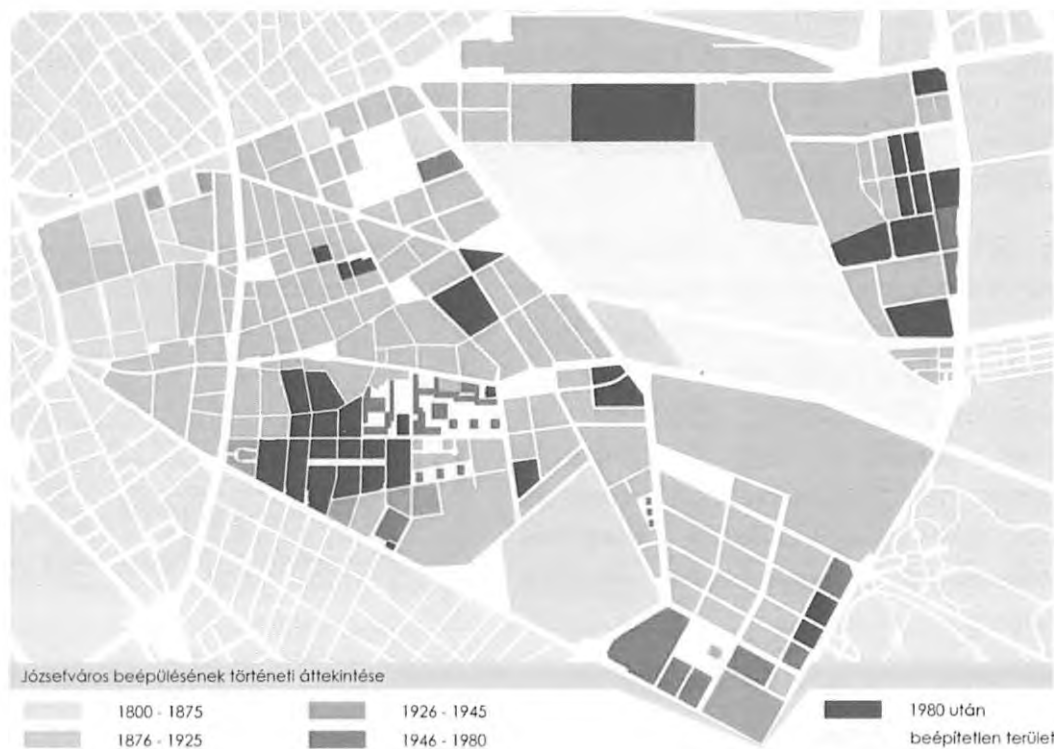 Józsefváros beépülésének történeti áttekintése
1800 - 1875
1876 - 1925
1926 - 1945
1946 - 1980
1980 után
beépítetlen terület